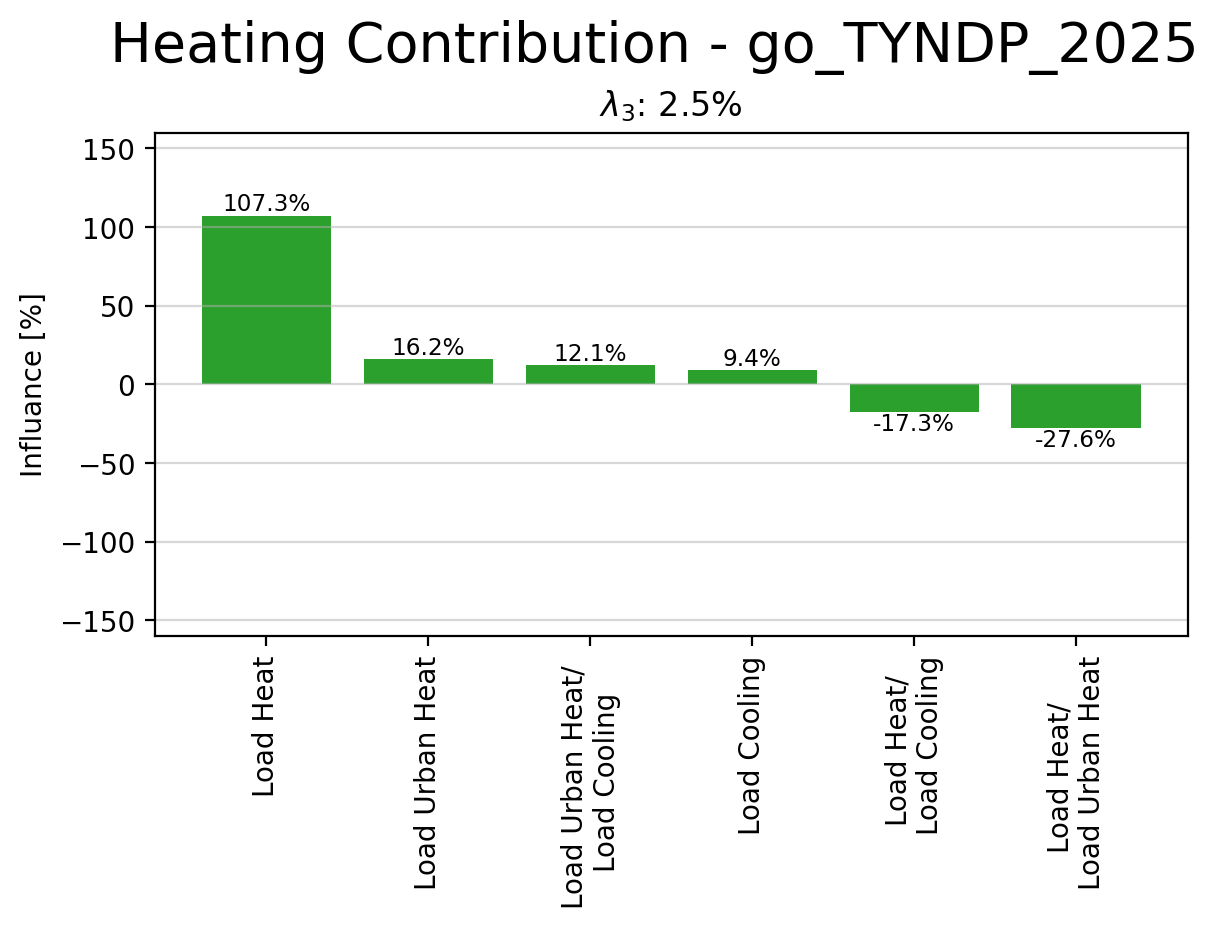 Heating Contribution - go_TYNDP_2025
λ₃: 2.5%
Influance [%]
150
100
50
0
−50
−100
−150
107.3%
16.2%
12.1%
9.4%
-17.3%
-27.6%
Load Heat
Load Urban Heat
Load Urban Heat/
Load Cooling
Load Cooling
Load Heat/
Load Cooling
Load Heat/
Load Urban Heat